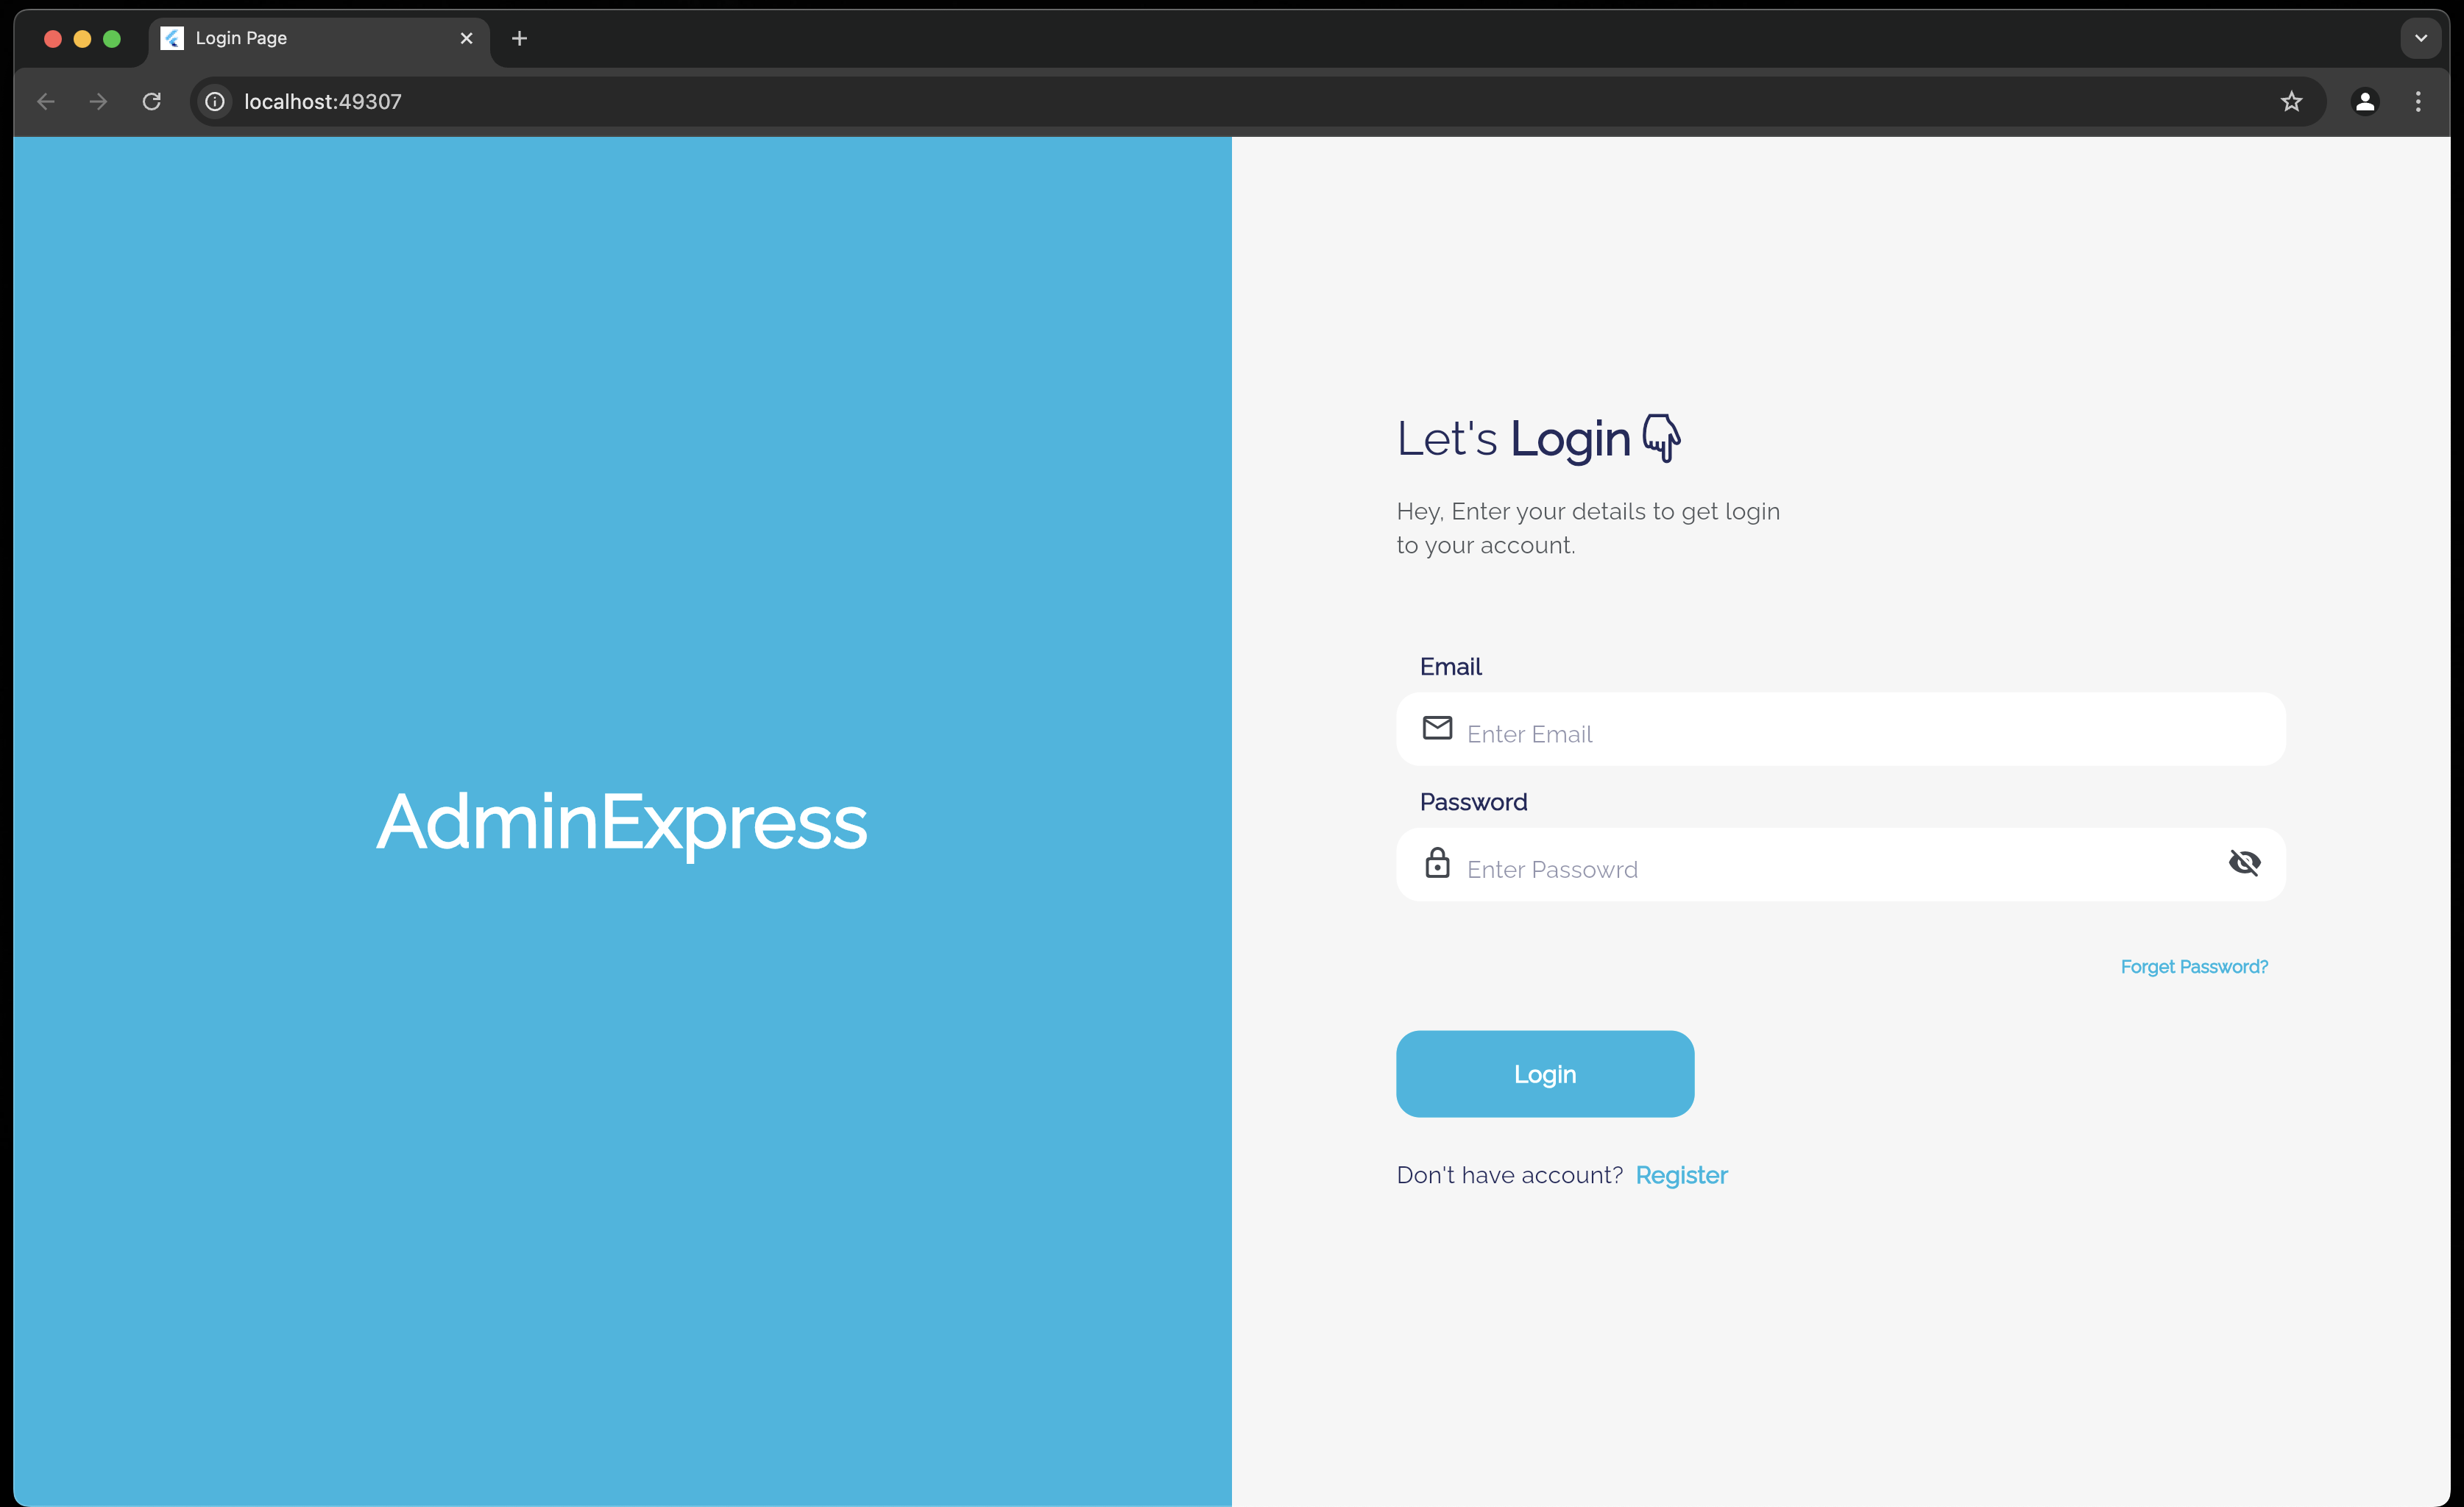 Login Page
localhost:49307
AdminExpress
Let's Login👇
Hey, Enter your details to get login
to your account.
Email
Enter Email
Password
Enter Passowrd
Forget Password?
Login
Don't have account? Register